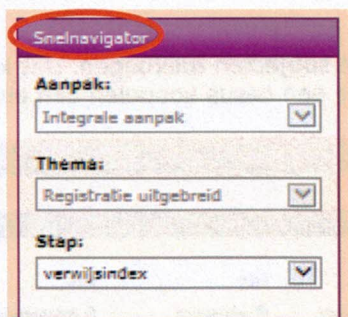 Snelnavigator
Aanpak:
Integrale aanpak
Thema:
Registratie uitgebreid
Stap:
verwijsindex